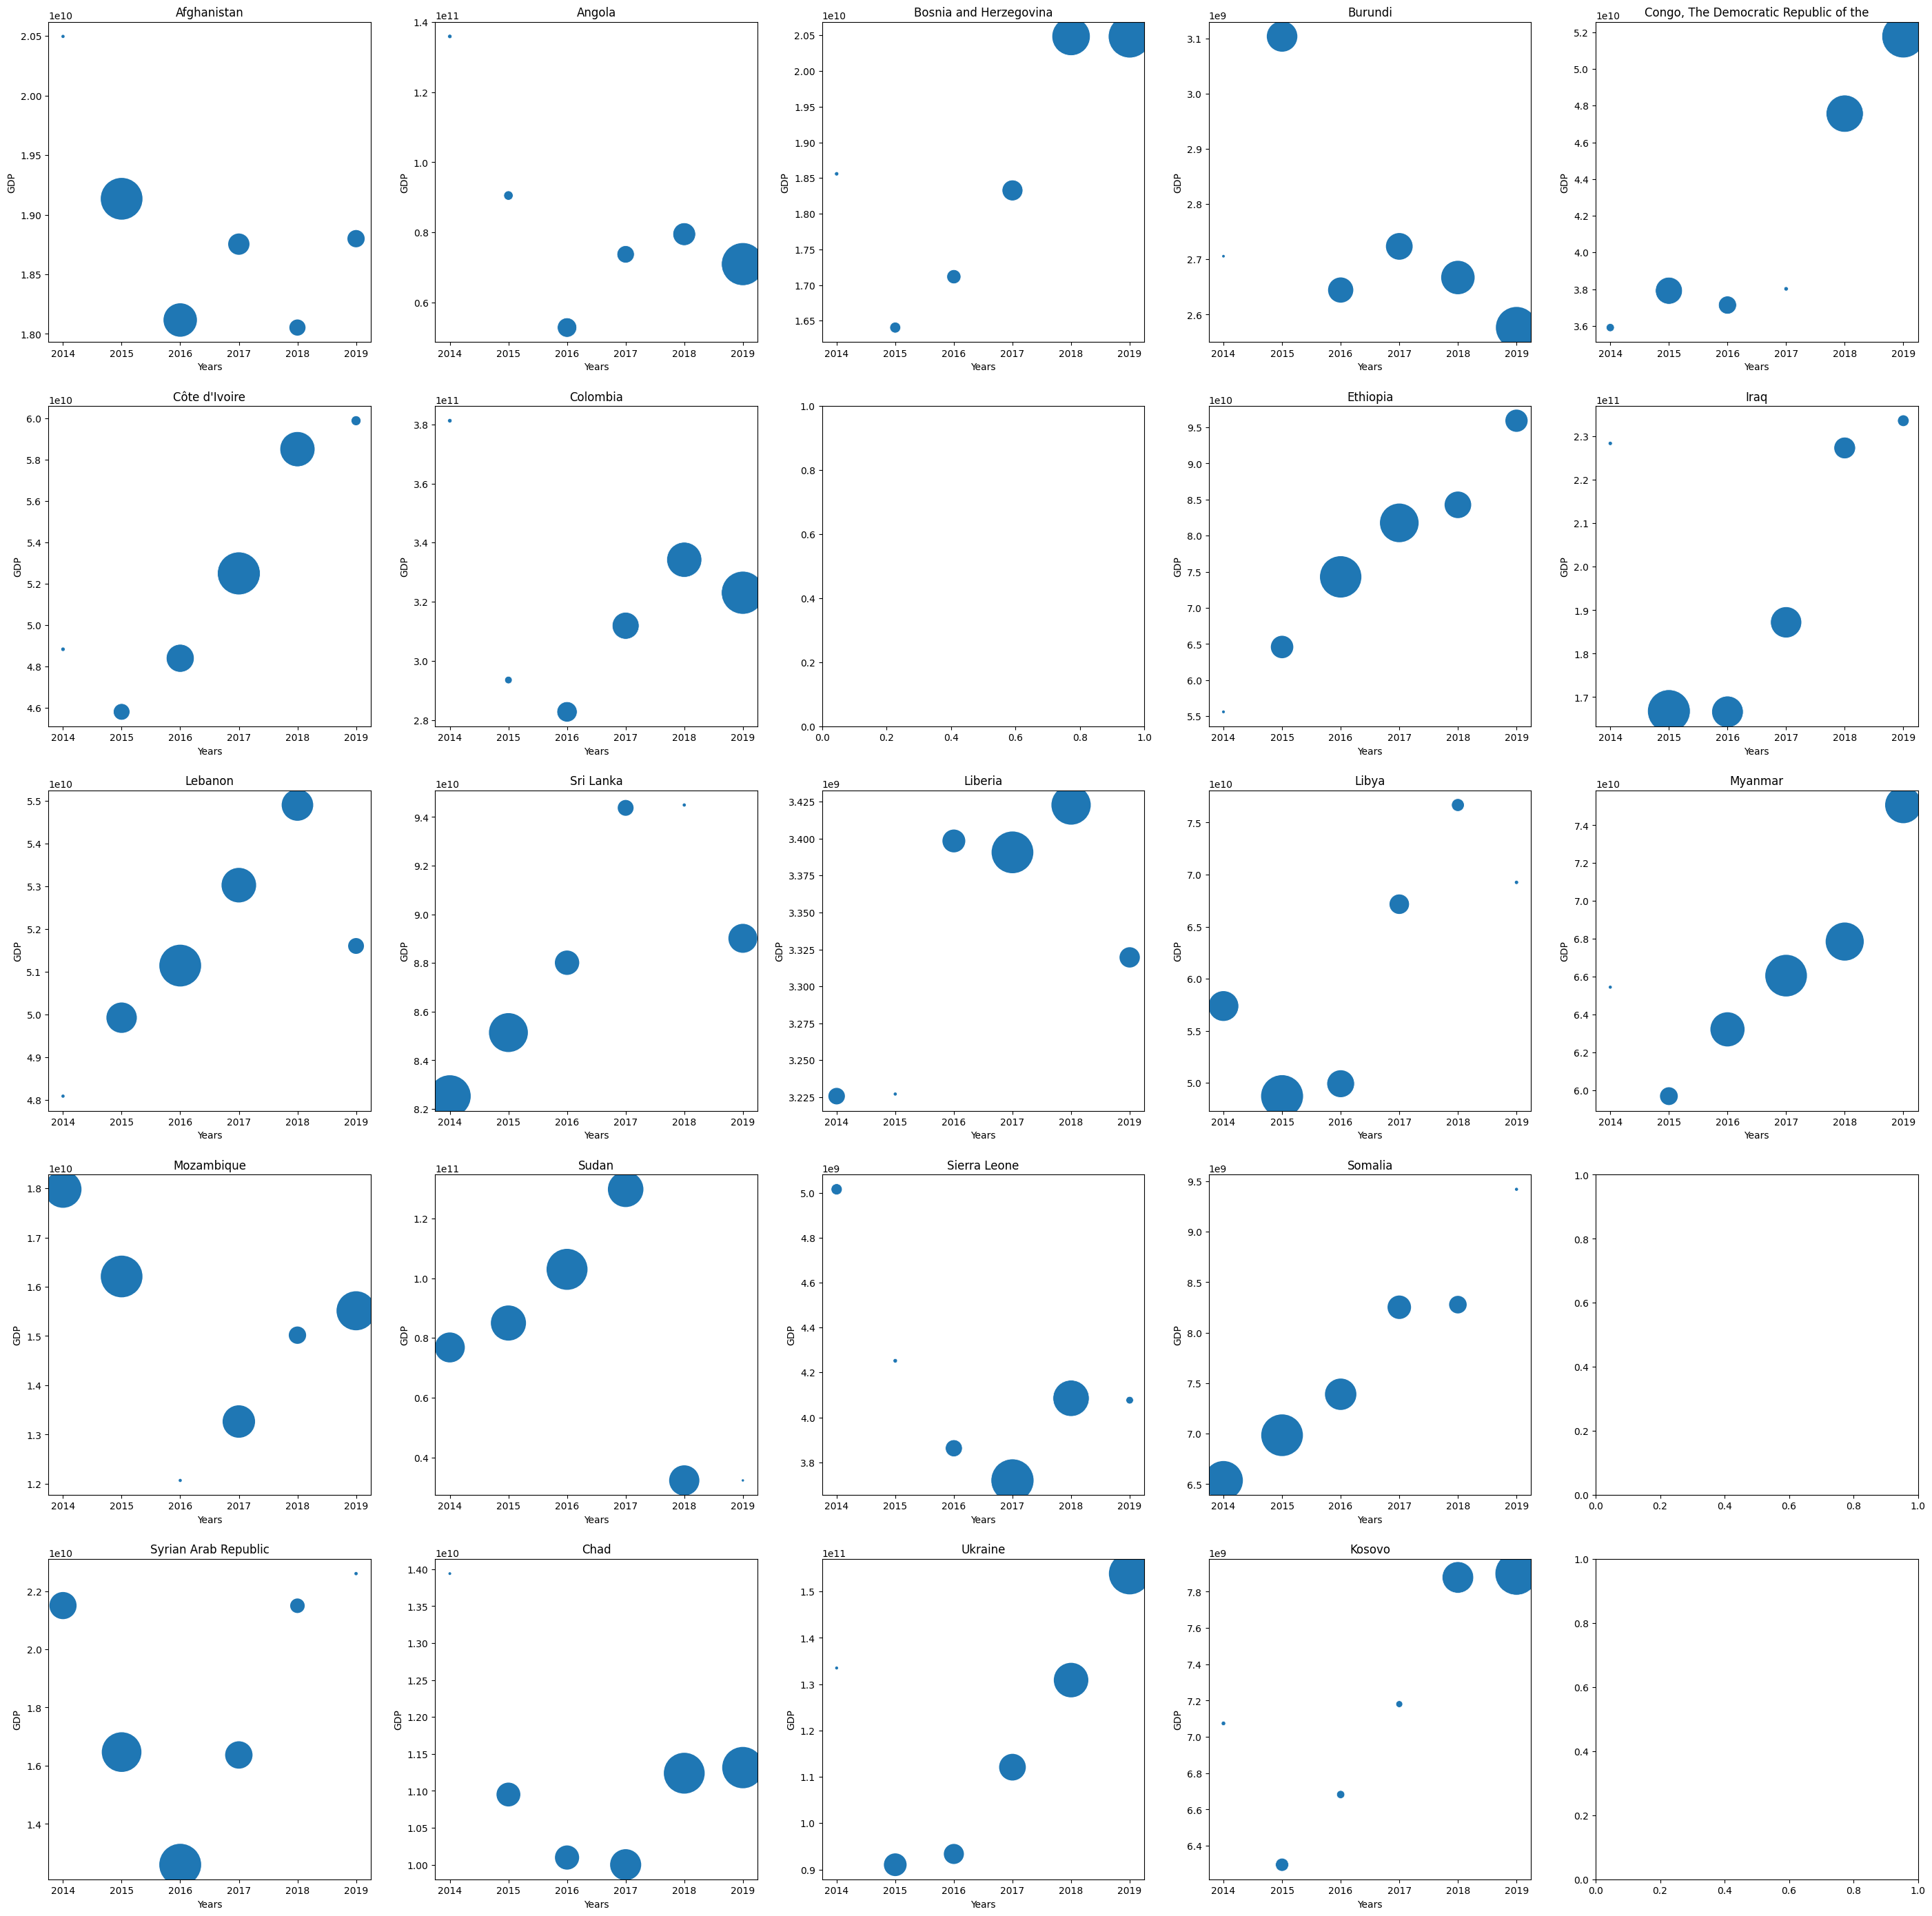 Afghanistan
1e10
2.05
2.00
1.95
1.90
1.85
1.80
GDP
2014 2015 2016 2017 2018 2019
Years
Angola
1e11
1.4
1.2
1.0
0.8
0.6
GDP
2014 2015 2016 2017 2018 2019
Years
Bosnia and Herzegovina
1e10
2.05
2.00
1.95
1.90
1.85
1.80
1.75
1.70
1.65
GDP
2014 2015 2016 2017 2018 2019
Years
Burundi
1e9
3.1
3.0
2.9
2.8
2.7
2.6
GDP
2014 2015 2016 2017 2018 2019
Years
Congo, The Democratic Republic of the
1e10
5.2
5.0
4.8
4.6
4.4
4.2
4.0
3.8
3.6
GDP
2014 2015 2016 2017 2018 2019
Years
Côte d'Ivoire
1e10
6.0
5.8
5.6
5.4
5.2
5.0
4.8
4.6
GDP
2014 2015 2016 2017 2018 2019
Years
Colombia
1e11
3.8
3.6
3.4
3.2
3.0
2.8
GDP
2014 2015 2016 2017 2018 2019
Years
1.0
0.8
0.6
0.4
0.2
0.0
0.0 0.2 0.4 0.6 0.8 1.0
Ethiopia
1e10
9.5
9.0
8.5
8.0
7.5
7.0
6.5
6.0
5.5
GDP
2014 2015 2016 2017 2018 2019
Years
Iraq
1e11
2.3
2.2
2.1
2.0
1.9
1.8
1.7
GDP
2014 2015 2016 2017 2018 2019
Years
Lebanon
1e10
5.5
5.4
5.3
5.2
5.1
5.0
4.9
4.8
GDP
2014 2015 2016 2017 2018 2019
Years
Sri Lanka
1e10
9.4
9.2
9.0
8.8
8.6
8.4
8.2
GDP
2014 2015 2016 2017 2018 2019
Years
Liberia
1e9
3.425
3.400
3.375
3.350
3.325
3.300
3.275
3.250
3.225
GDP
2014 2015 2016 2017 2018 2019
Years
Libya
1e10
7.5
7.0
6.5
6.0
5.5
5.0
GDP
2014 2015 2016 2017 2018 2019
Years
Myanmar
1e10
7.4
7.2
7.0
6.8
6.6
6.4
6.2
6.0
GDP
2014 2015 2016 2017 2018 2019
Years
Mozambique
1e10
1.8
1.7
1.6
1.5
1.4
1.3
1.2
GDP
2014 2015 2016 2017 2018 2019
Years
Sudan
1e11
1.2
1.0
0.8
0.6
0.4
GDP
2014 2015 2016 2017 2018 2019
Years
Sierra Leone
1e9
5.0
4.8
4.6
4.4
4.2
4.0
3.8
GDP
2014 2015 2016 2017 2018 2019
Years
Somalia
1e9
9.5
9.0
8.5
8.0
7.5
7.0
6.5
GDP
2014 2015 2016 2017 2018 2019
Years
1.0
0.8
0.6
0.4
0.2
0.0
0.0 0.2 0.4 0.6 0.8 1.0
Syrian Arab Republic
1e10
2.2
2.0
1.8
1.6
1.4
GDP
2014 2015 2016 2017 2018 2019
Years
Chad
1e10
1.40
1.35
1.30
1.25
1.20
1.15
1.10
1.05
1.00
GDP
2014 2015 2016 2017 2018 2019
Years
Ukraine
1e11
1.5
1.4
1.3
1.2
1.1
1.0
0.9
GDP
2014 2015 2016 2017 2018 2019
Years
Kosovo
1e9
7.8
7.6
7.4
7.2
7.0
6.8
6.6
6.4
GDP
2014 2015 2016 2017 2018 2019
Years
1.0
0.8
0.6
0.4
0.2
0.0
0.0 0.2 0.4 0.6 0.8 1.0